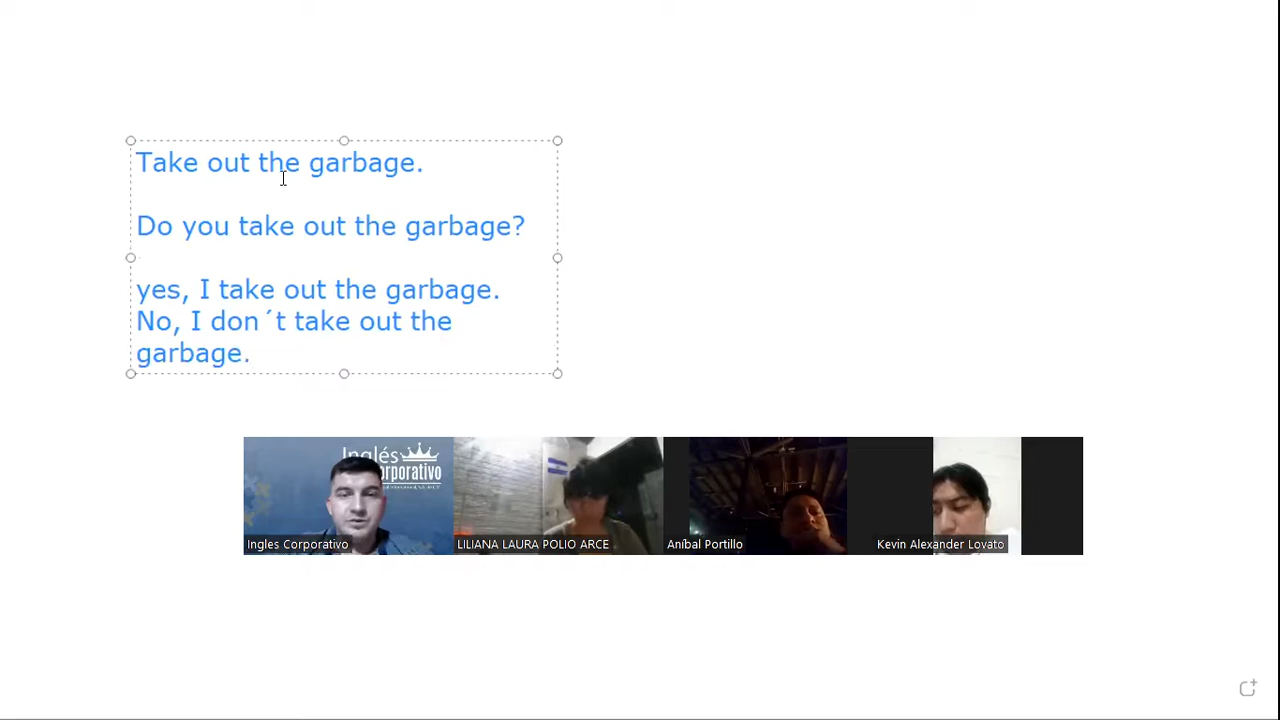 Take out the garbage.
Do you take out the garbage?
yes, I take out the garbage.
No, I don´t take out the
garbage.
Inglés
Corporativo
Ingles Corporativo
LILIANA LAURA POLIO ARCE
Aníbal Portillo
Kevin Alexander Lovato